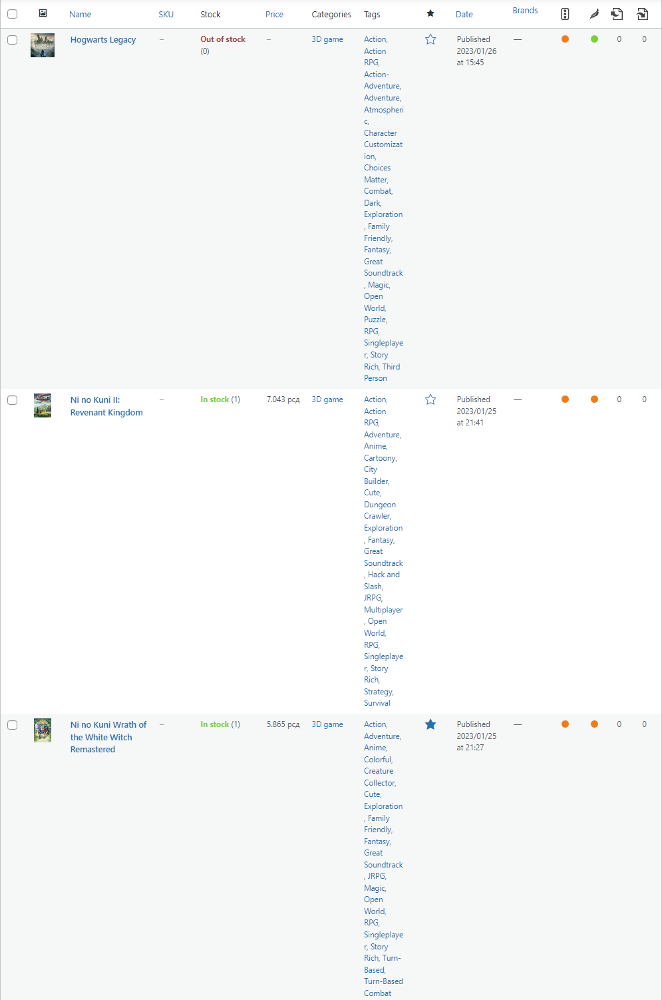 Name SKU Stock Price Categories Tags Date Brands
Hogwarts Legacy
–
Out of stock
(0)
–
3D game
Action,
Action
RPG,
Action-
Adventure,
Adventure,
Atmospheri
c,
Character
Customizat
ion,
Choices
Matter,
Combat,
Dark,
Exploration
, Family
Friendly,
Fantasy,
Great
Soundtrack
, Magic,
Open
World,
Puzzle,
RPG,
Singleplaye
r, Story
Rich, Third
Person
Published
2023/01/26
at 15:45
—
0
0
Ni no Kuni II:
Revenant Kingdom
–
In stock (1)
7.043 рсд
3D game
Action,
Action
RPG,
Adventure,
Anime,
Cartoony,
City
Builder,
Cute,
Dungeon
Crawler,
Exploration
, Fantasy,
Great
Soundtrack
, Hack and
Slash,
JRPG,
Multiplayer
, Open
World,
RPG,
Singleplaye
r, Story
Rich,
Strategy,
Survival
Published
2023/01/25
at 21:41
—
0
0
Ni no Kuni Wrath of
the White Witch
Remastered
–
In stock (1)
5.865 рсд
3D game
Action,
Adventure,
Anime,
Colorful,
Creature
Collector,
Cute,
Exploration
, Family
Friendly,
Fantasy,
Great
Soundtrack
, JRPG,
Magic,
Open
World,
RPG,
Singleplaye
r, Story
Rich, Turn-
Based,
Turn-Based
Combat
Published
2023/01/25
at 21:27
—
0
0